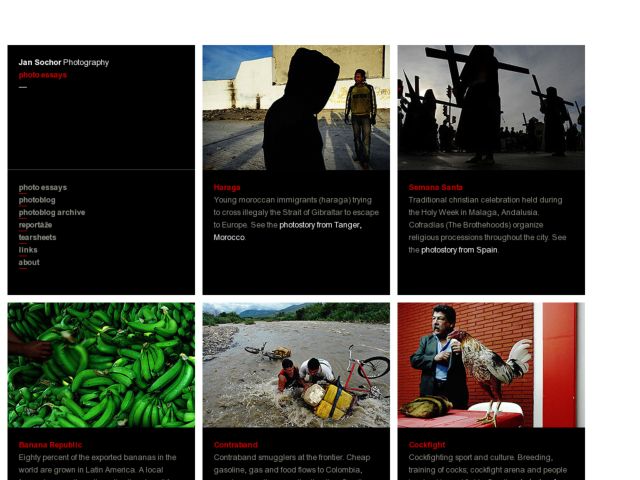 Jan Sochor Photography
photo essays
—
photo essays
photoblog
photoblog archive
reportáže
tearsheets
links
about
Haraga
Young moroccan immigrants (haraga) trying
to cross illegaly the Strait of Gibraltar to escape
to Europe. See the photostory from Tanger,
Morocco.
Semana Santa
Traditional christian celebration held during
the Holy Week in Malaga, Andalusia.
Cofradías (The Brothehoods) organize
religious processions throughout the city. See
the photostory from Spain.
Banana Republic
Eighty percent of the exported bananas in the
world are grown in Latin America. A local
Contraband
Contraband smugglers at the frontier. Cheap
gasoline, gas and food flows to Colombia,
Cockfight
Cockfighting sport and culture. Breeding,
training of cocks, cockfight arena and people